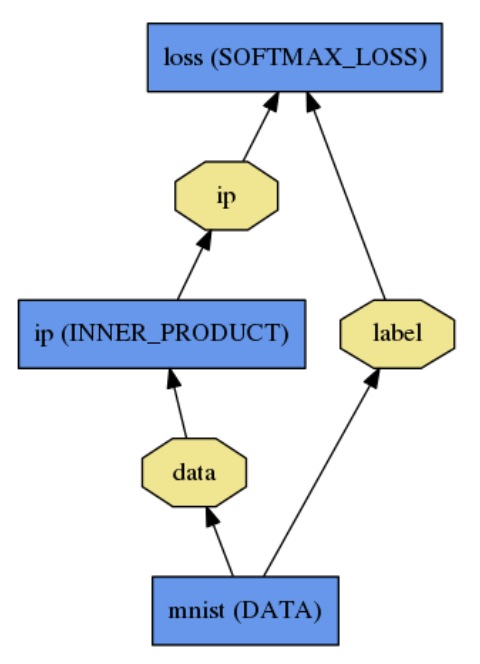 loss (SOFTMAX_LOSS)
ip
ip (INNER_PRODUCT)
label
data
mnist (DATA)